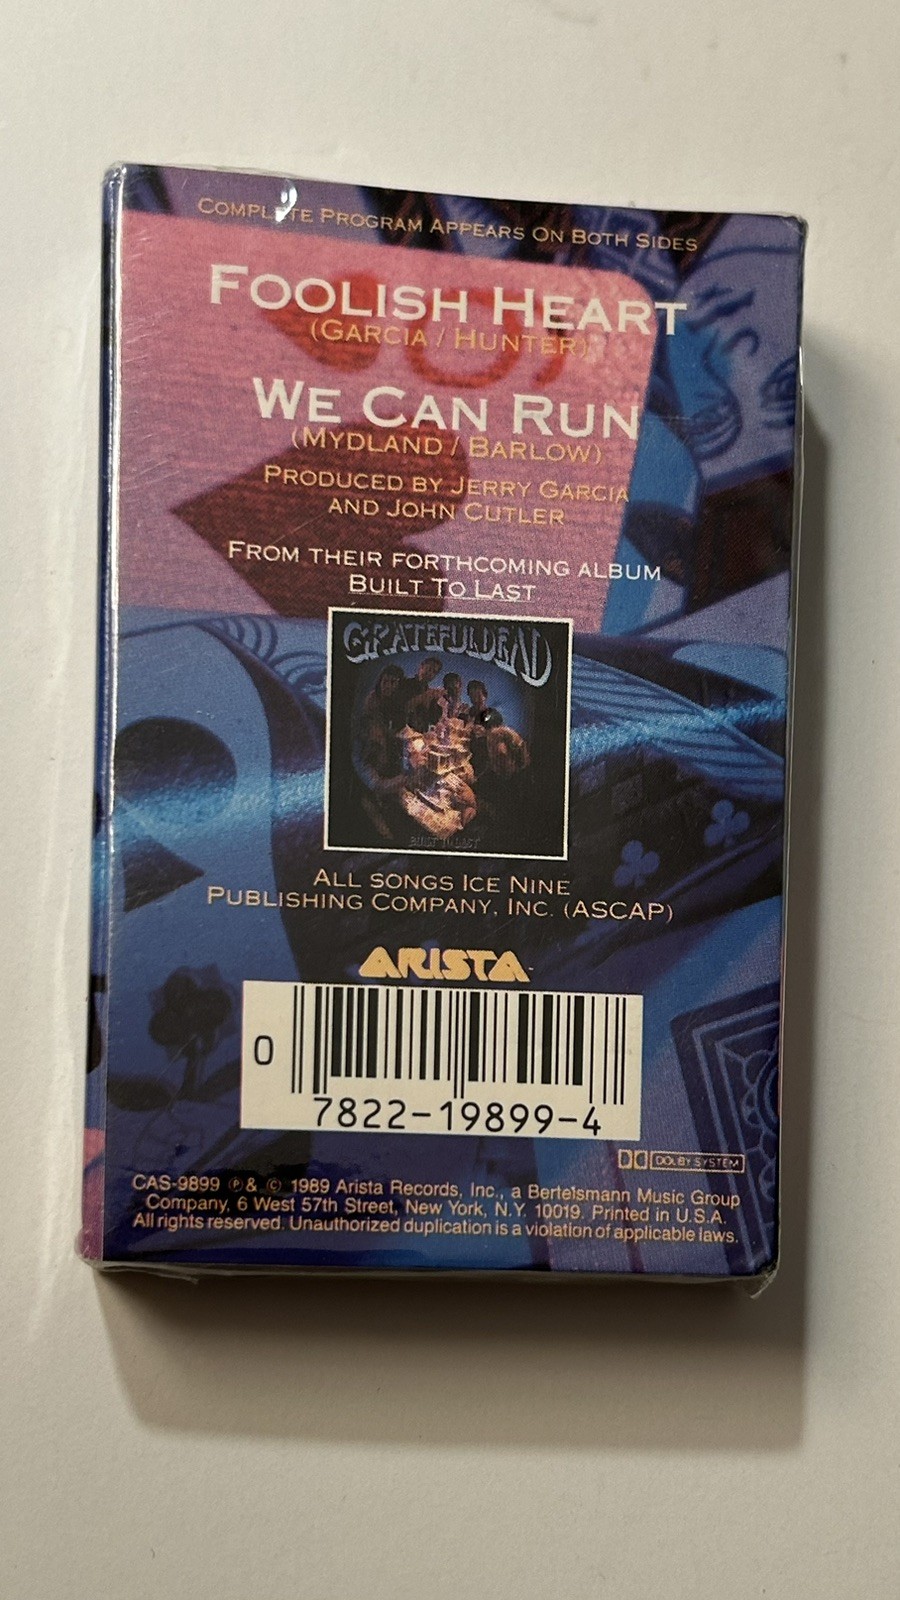 COMPLETE PROGRAM APPEARS ON BOTH SIDES
FOOLISH HEART
(GARCIA / HUNTER)
WE CAN RUN
(MYDLAND / BARLOW)
PRODUCED BY JERRY GARCIA
AND JOHN CUTLER
FROM THEIR FORTHCOMING ALBUM
BUILT TO LAST
GRATEFUL DEAD
BUILT TO LAST
ALL SONGS ICE NINE
PUBLISHING COMPANY, INC. (ASCAP)
ARISTA
0 7822-19899-4
DOLBY SYSTEM
CAS-9899 ℗ & © 1989 Arista Records, Inc., a Bertelsmann Music Group
Company, 6 West 57th Street, New York, N.Y. 10019. Printed in U.S.A.
All rights reserved. Unauthorized duplication is a violation of applicable laws.